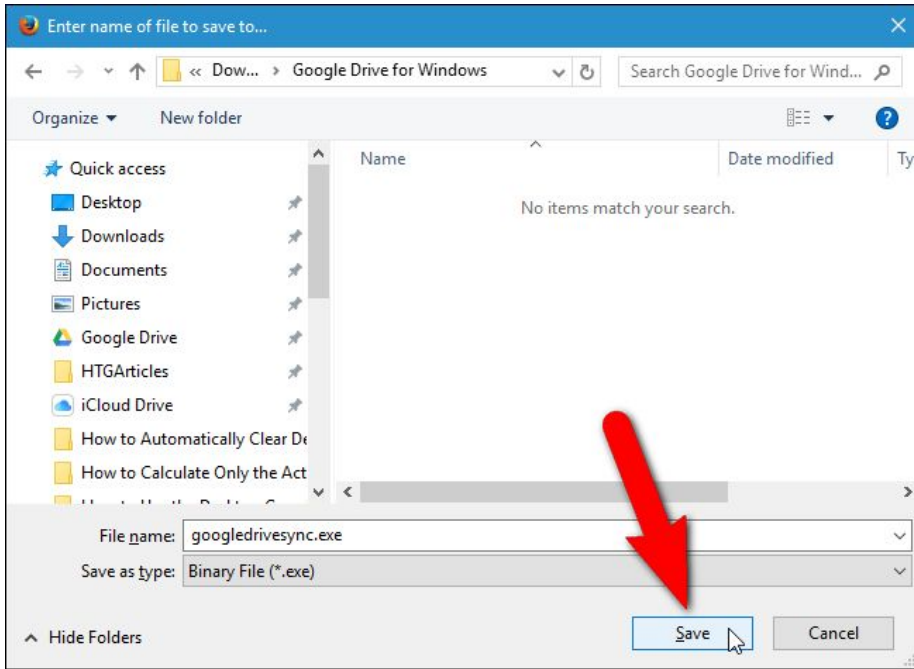 Enter name of file to save to...
« Dow... › Google Drive for Windows
Search Google Drive for Wind...
Organize
New folder
?
Name
Date modified
Ty
Quick access
No items match your search.
Desktop
Downloads
Documents
Pictures
Google Drive
HTGArticles
iCloud Drive
How to Automatically Clear De
How to Calculate Only the Act
File name: googledrivesync.exe
Save as type: Binary File (*.exe)
Hide Folders
Save
Cancel